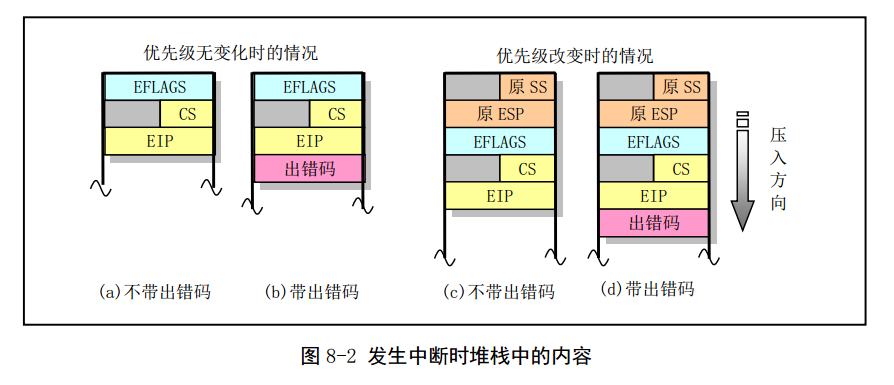 优先级无变化时的情况
优先级改变时的情况
EFLAGS
CS
EIP
EFLAGS
CS
EIP
出错码
原 SS
原 ESP
EFLAGS
CS
EIP
原 SS
原 ESP
EFLAGS
CS
EIP
出错码
压入方向
(a)不带出错码
(b)带出错码
(c)不带出错码
(d)带出错码
图 8-2 发生中断时堆栈中的内容